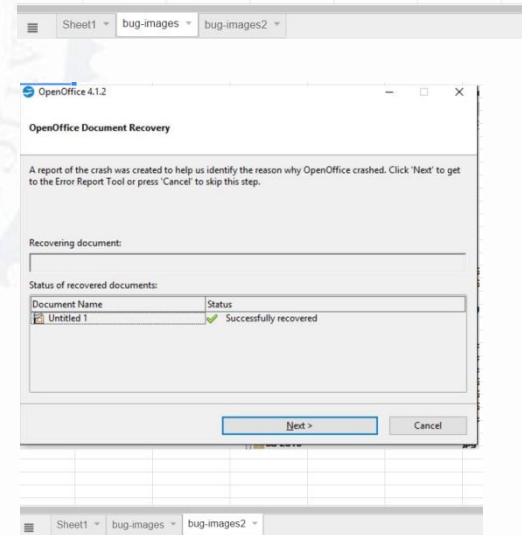 Sheet1 bug-images bug-images2
OpenOffice 4.1.2
OpenOffice Document Recovery
A report of the crash was created to help us identify the reason why OpenOffice crashed. Click 'Next' to get
to the Error Report Tool or press 'Cancel' to skip this step.
Recovering document:
Status of recovered documents:
Document Name Status
Untitled 1 Successfully recovered
Next > Cancel
Sheet1 bug-images bug-images2